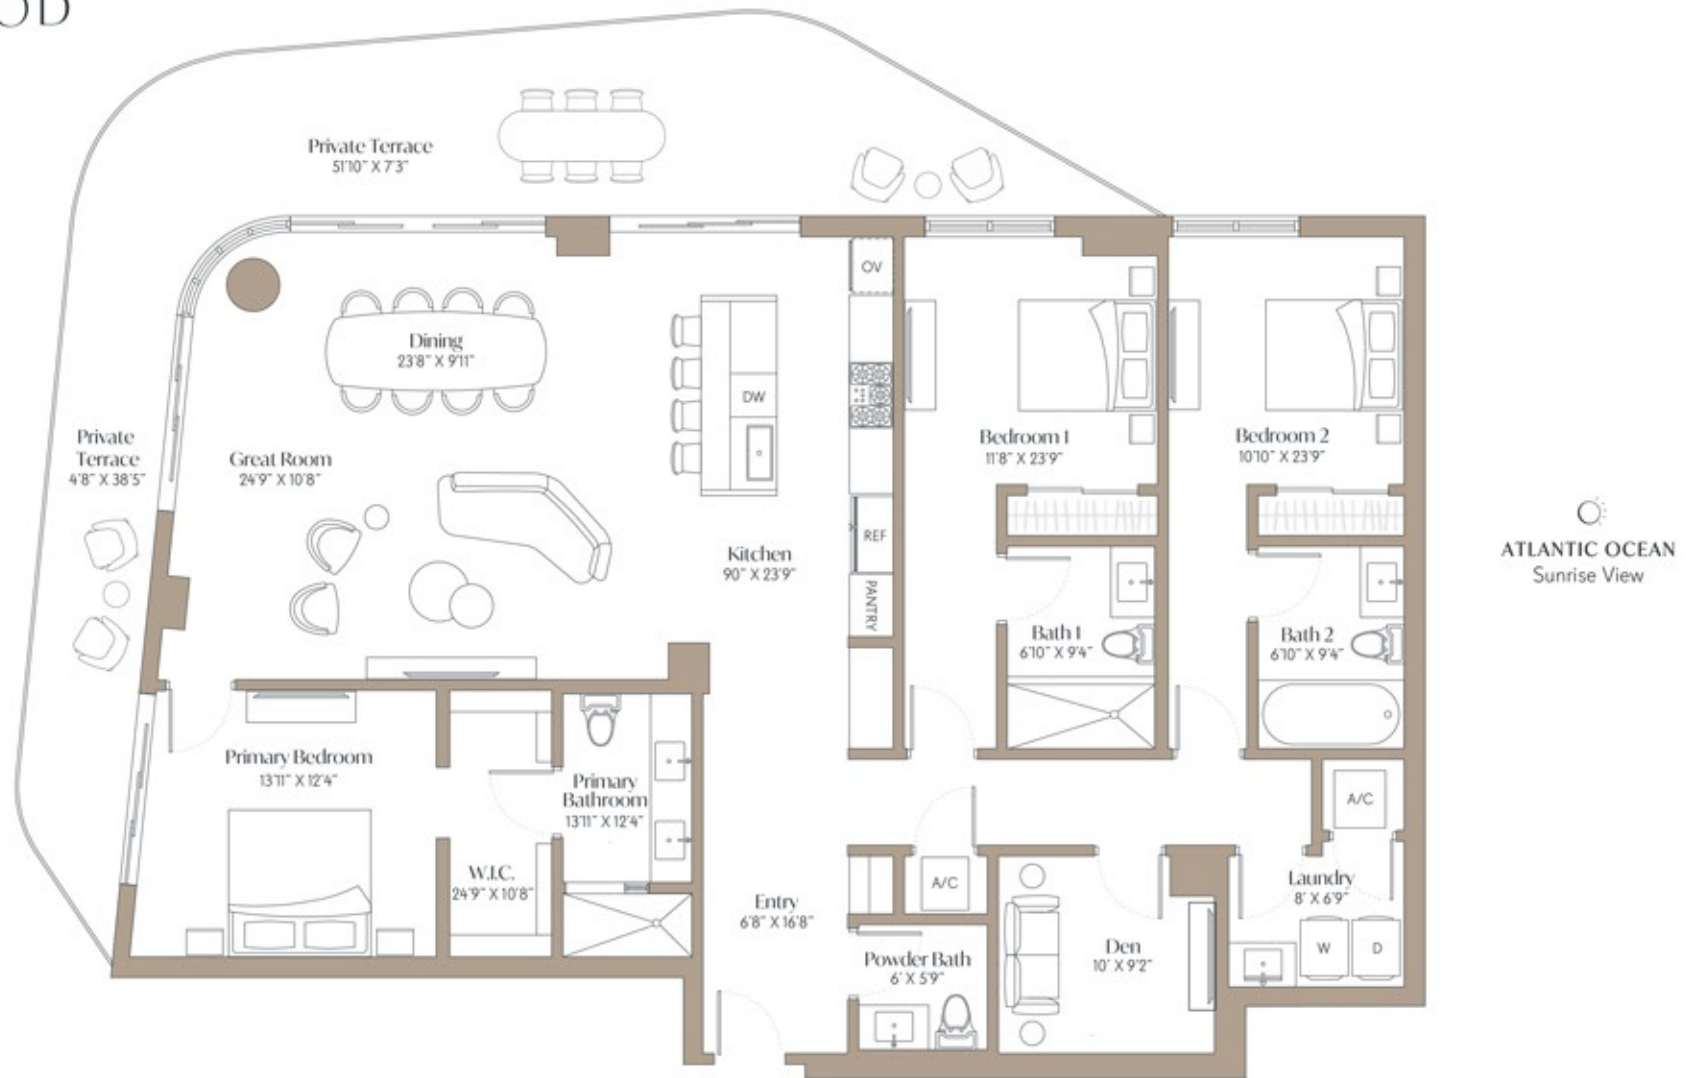 OD
Private Terrace
51'10" X 7'3"
OV
Dining
23'8" X 9'11"
DW
Private
Terrace
4'8" X 38'5"
Great Room
24'9" X 10'8"
Bedroom 1
11'8" X 23'9"
Bedroom 2
10'10" X 23'9"
REF
Kitchen
90" X 23'9"
PANTRY
ATLANTIC OCEAN
Sunrise View
Bath 1
6'10" X 9'4"
Bath 2
6'10" X 9'4"
Primary Bedroom
13'11" X 12'4"
Primary
Bathroom
13'11" X 12'4"
A/C
W.I.C.
24'9" X 10'8"
A/C
Laundry
8' X 6'9"
Entry
6'8" X 16'8"
Powder Bath
6' X 5'9"
Den
10' X 9'2"
W
D